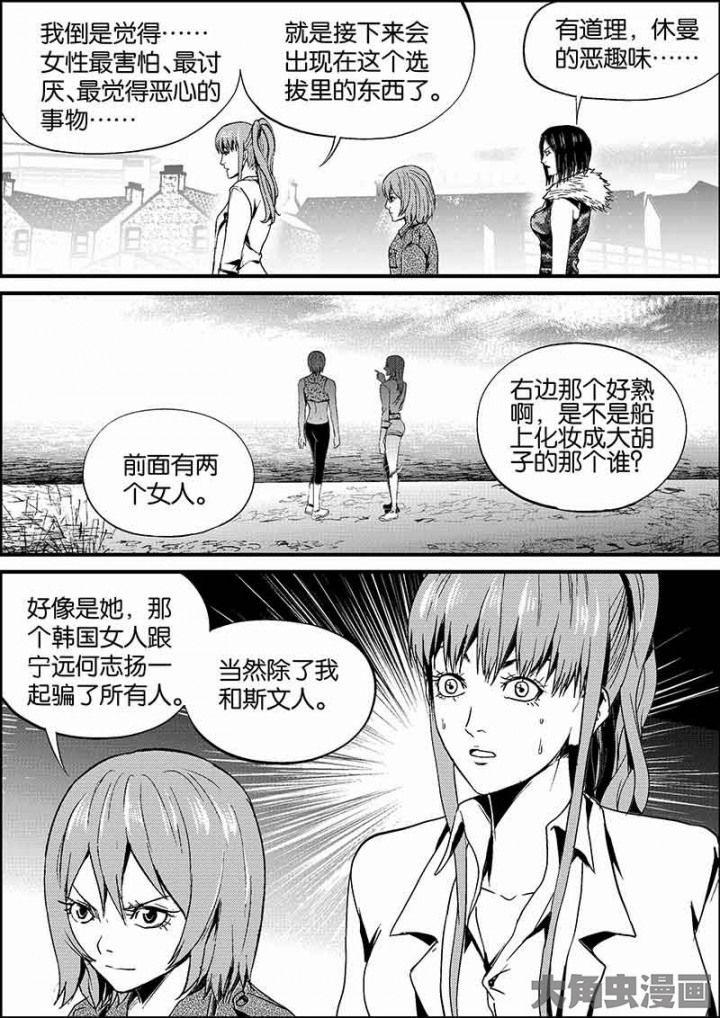 我倒是觉得……
女性最害怕、最讨
厌、最觉得恶心的
事物……
就是接下来会
出现在这个选
拔里的东西了。
有道理，休曼
的恶趣味……
前面有两
个女人。
右边那个好熟
啊，是不是船
上化妆成大胡
子的那个谁？
好像是她，那
个韩国女人跟
宁远何志扬一
起骗了所有人。
当然除了我
和斯文人。
大角虫漫画